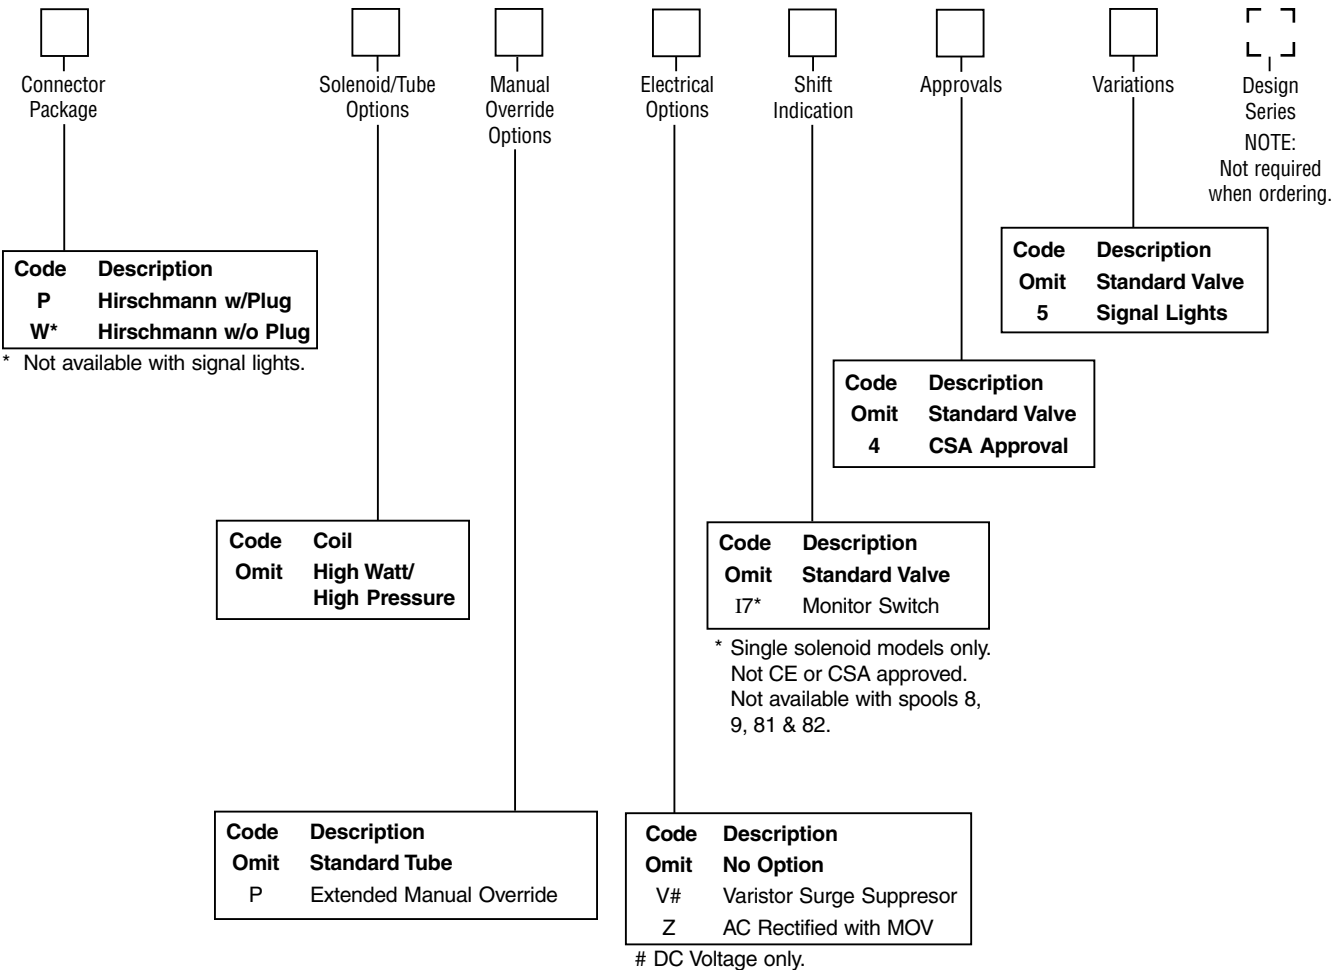 Connector
Package
Solenoid/Tube
Options
Manual
Override
Options
Electrical
Options
Shift
Indication
Approvals
Variations
Design
Series
NOTE:
Not required
when ordering.
Code Description
P Hirschmann w/Plug
W* Hirschmann w/o Plug
* Not available with signal lights.
Code Description
Omit Standard Valve
5 Signal Lights
Code Description
Omit Standard Valve
4 CSA Approval
Code Coil
Omit High Watt/
High Pressure
Code Description
Omit Standard Valve
I7* Monitor Switch
* Single solenoid models only.
Not CE or CSA approved.
Not available with spools 8,
9, 81 & 82.
Code Description
Omit Standard Tube
P Extended Manual Override
Code Description
Omit No Option
V# Varistor Surge Suppresor
Z AC Rectified with MOV
# DC Voltage only.